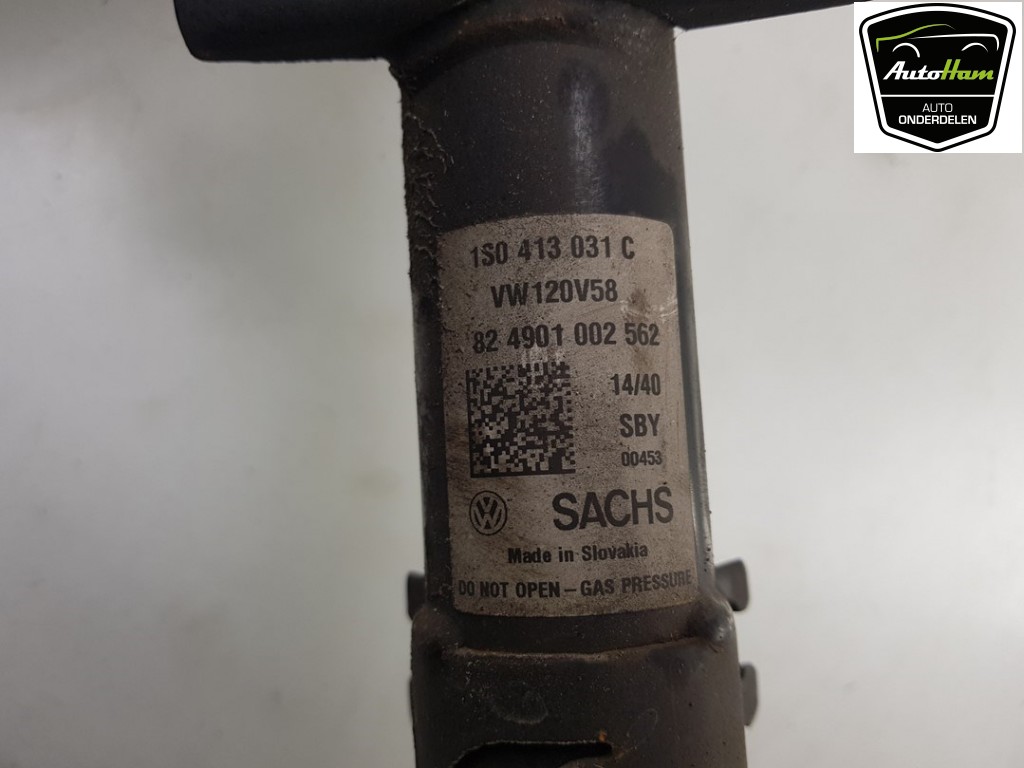 AutoHam
AUTO
ONDERDELEN
1S0 413 031 C
VW120V58
82 4901 002 562
14/40
SBY
00453
SACHS
Made in Slovakia
DO NOT OPEN – GAS PRESSURE